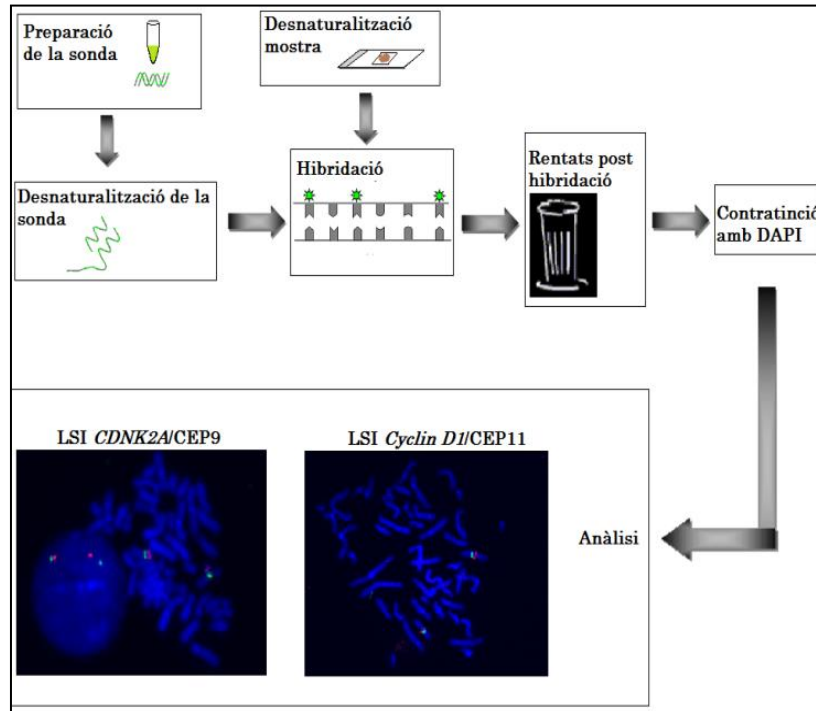 Preparació
de la sonda
Desnaturalització
mostra
Desnaturalització de la
sonda
Hibridació
Rentats post
hibridació
Contratinció
amb DAPI
LSI CDNK2A/CEP9
LSI Cyclin D1/CEP11
Anàlisi